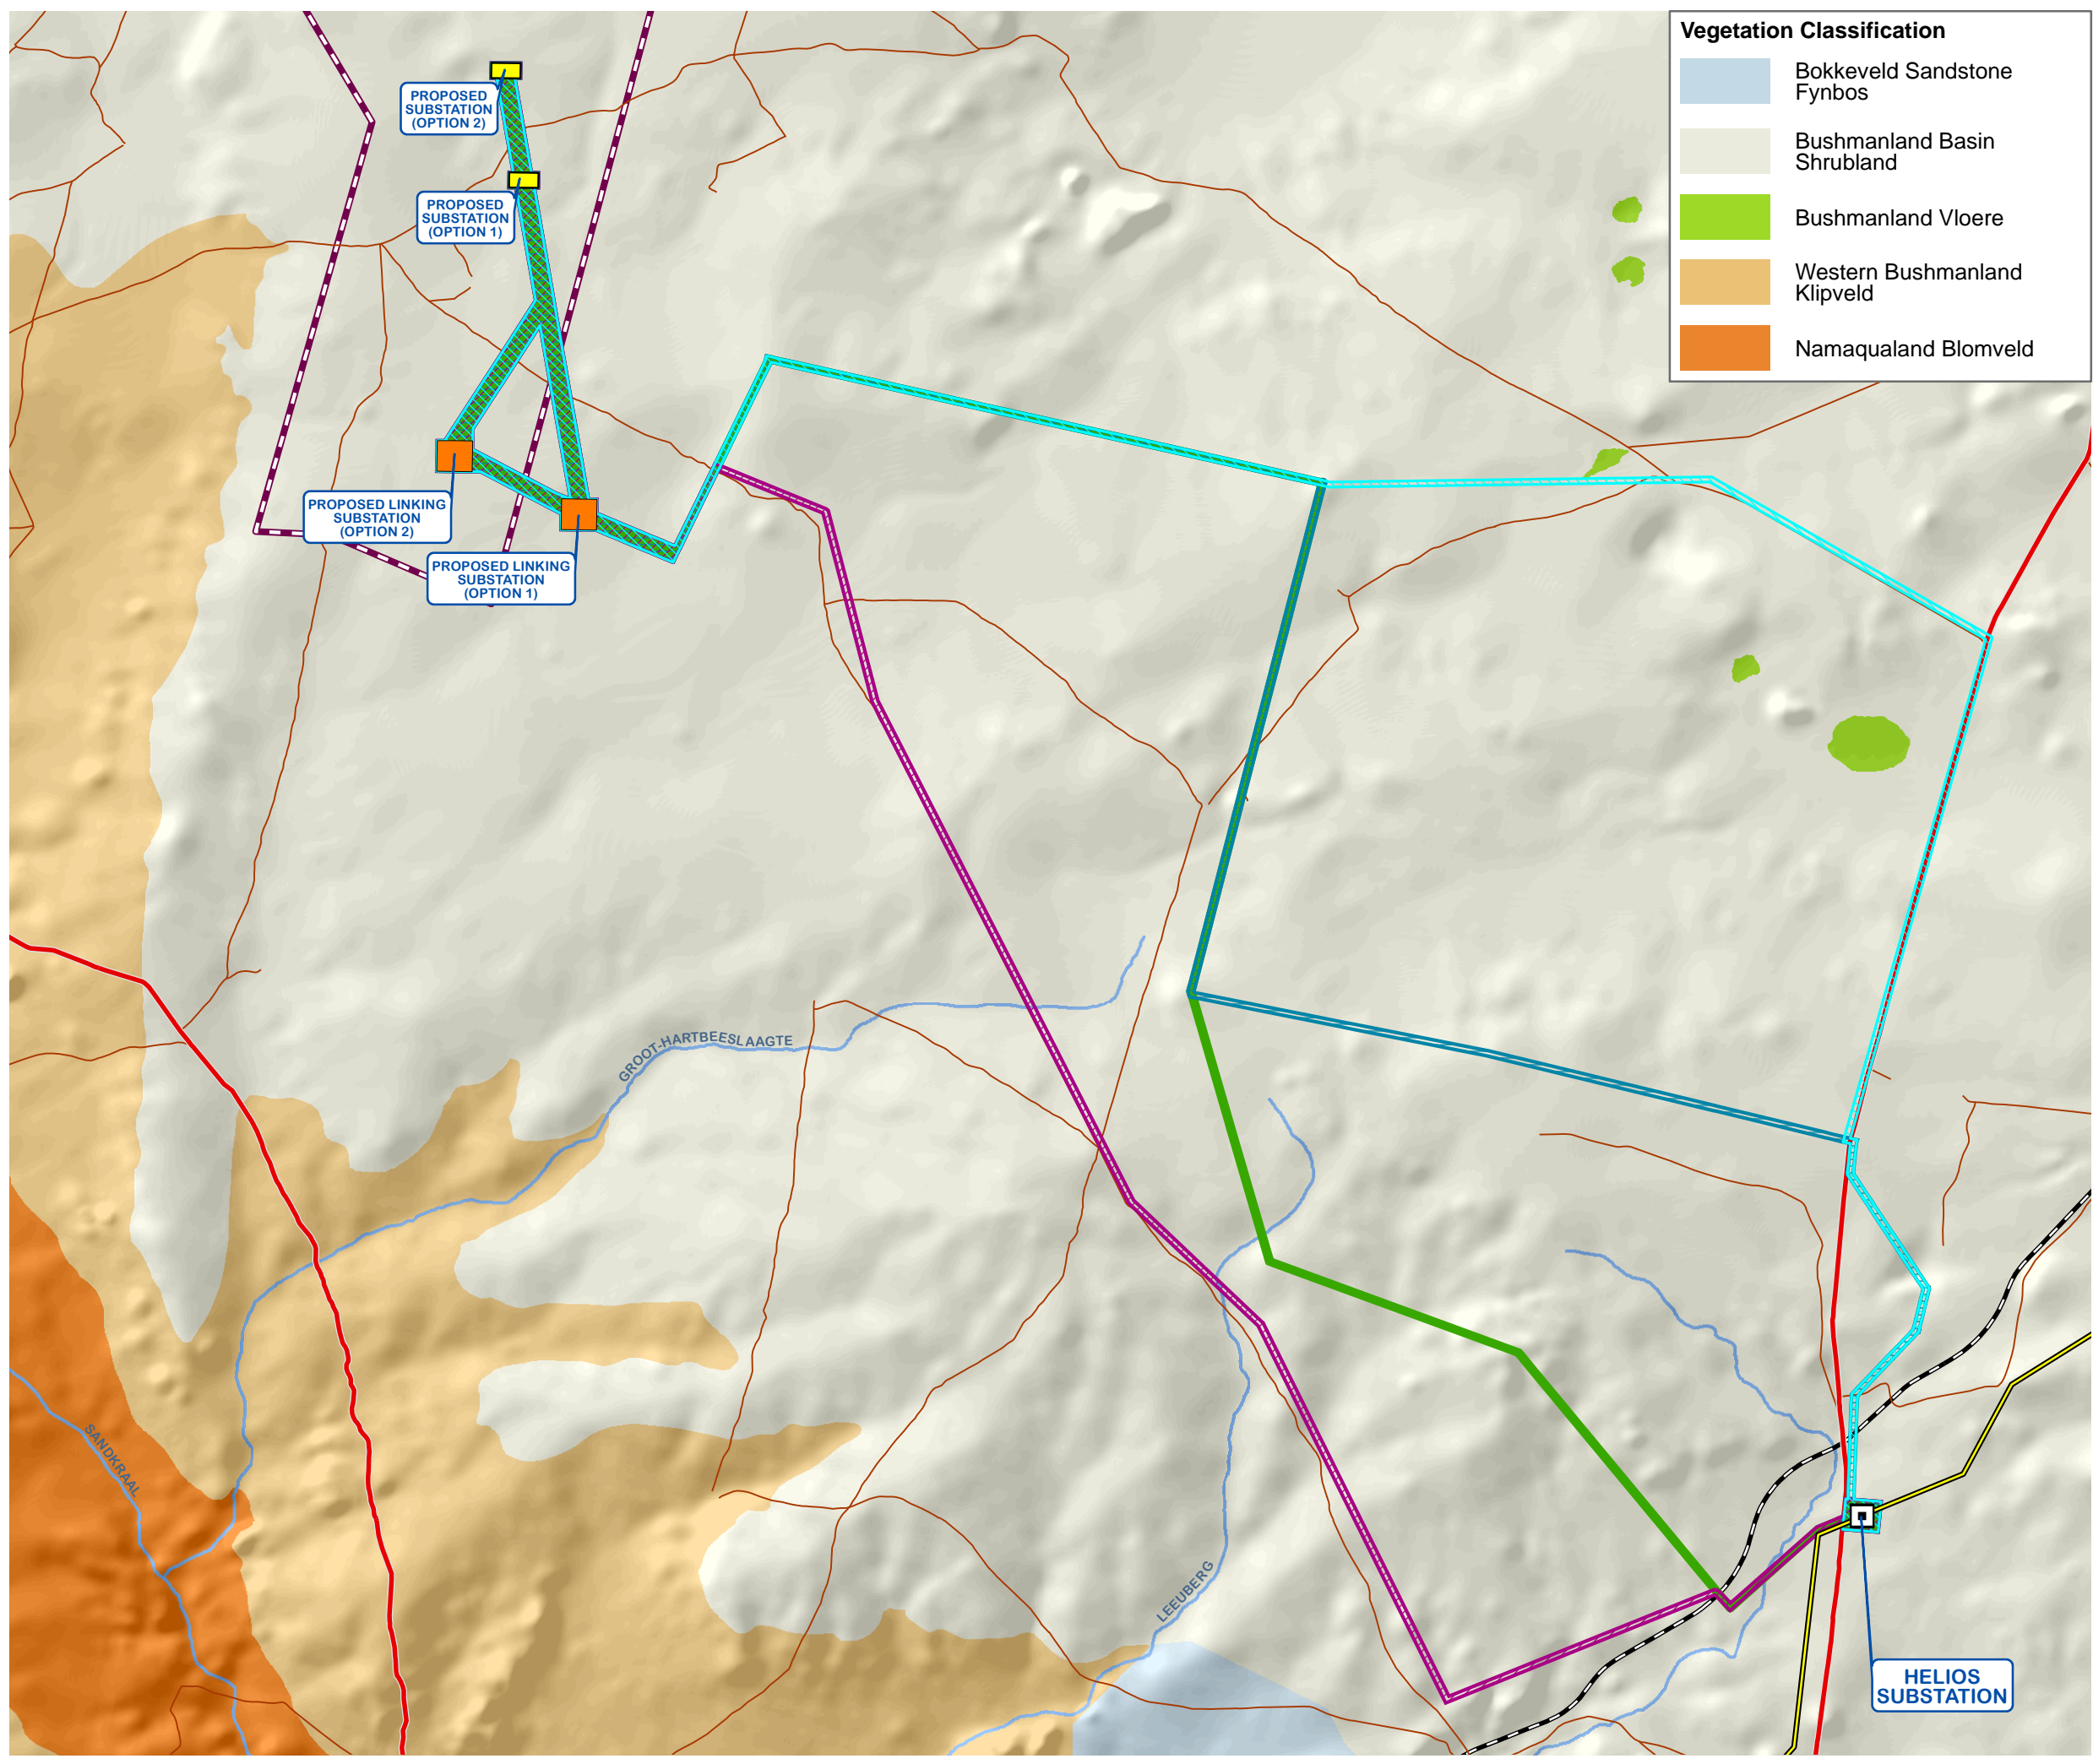 Vegetation Classification
Bokkeveld Sandstone
Fynbos
Bushmanland Basin
Shrubland
Bushmanland Vloere
Western Bushmanland
Klipveld
Namaqualand Blomveld
PROPOSED
SUBSTATION
(OPTION 2)
PROPOSED
SUBSTATION
(OPTION 1)
PROPOSED LINKING
SUBSTATION
(OPTION 2)
PROPOSED LINKING
SUBSTATION
(OPTION 1)
GROOT-HARTBEESLAAGTE
SANDKRAAL
LEEUBERG
HELIOS
SUBSTATION